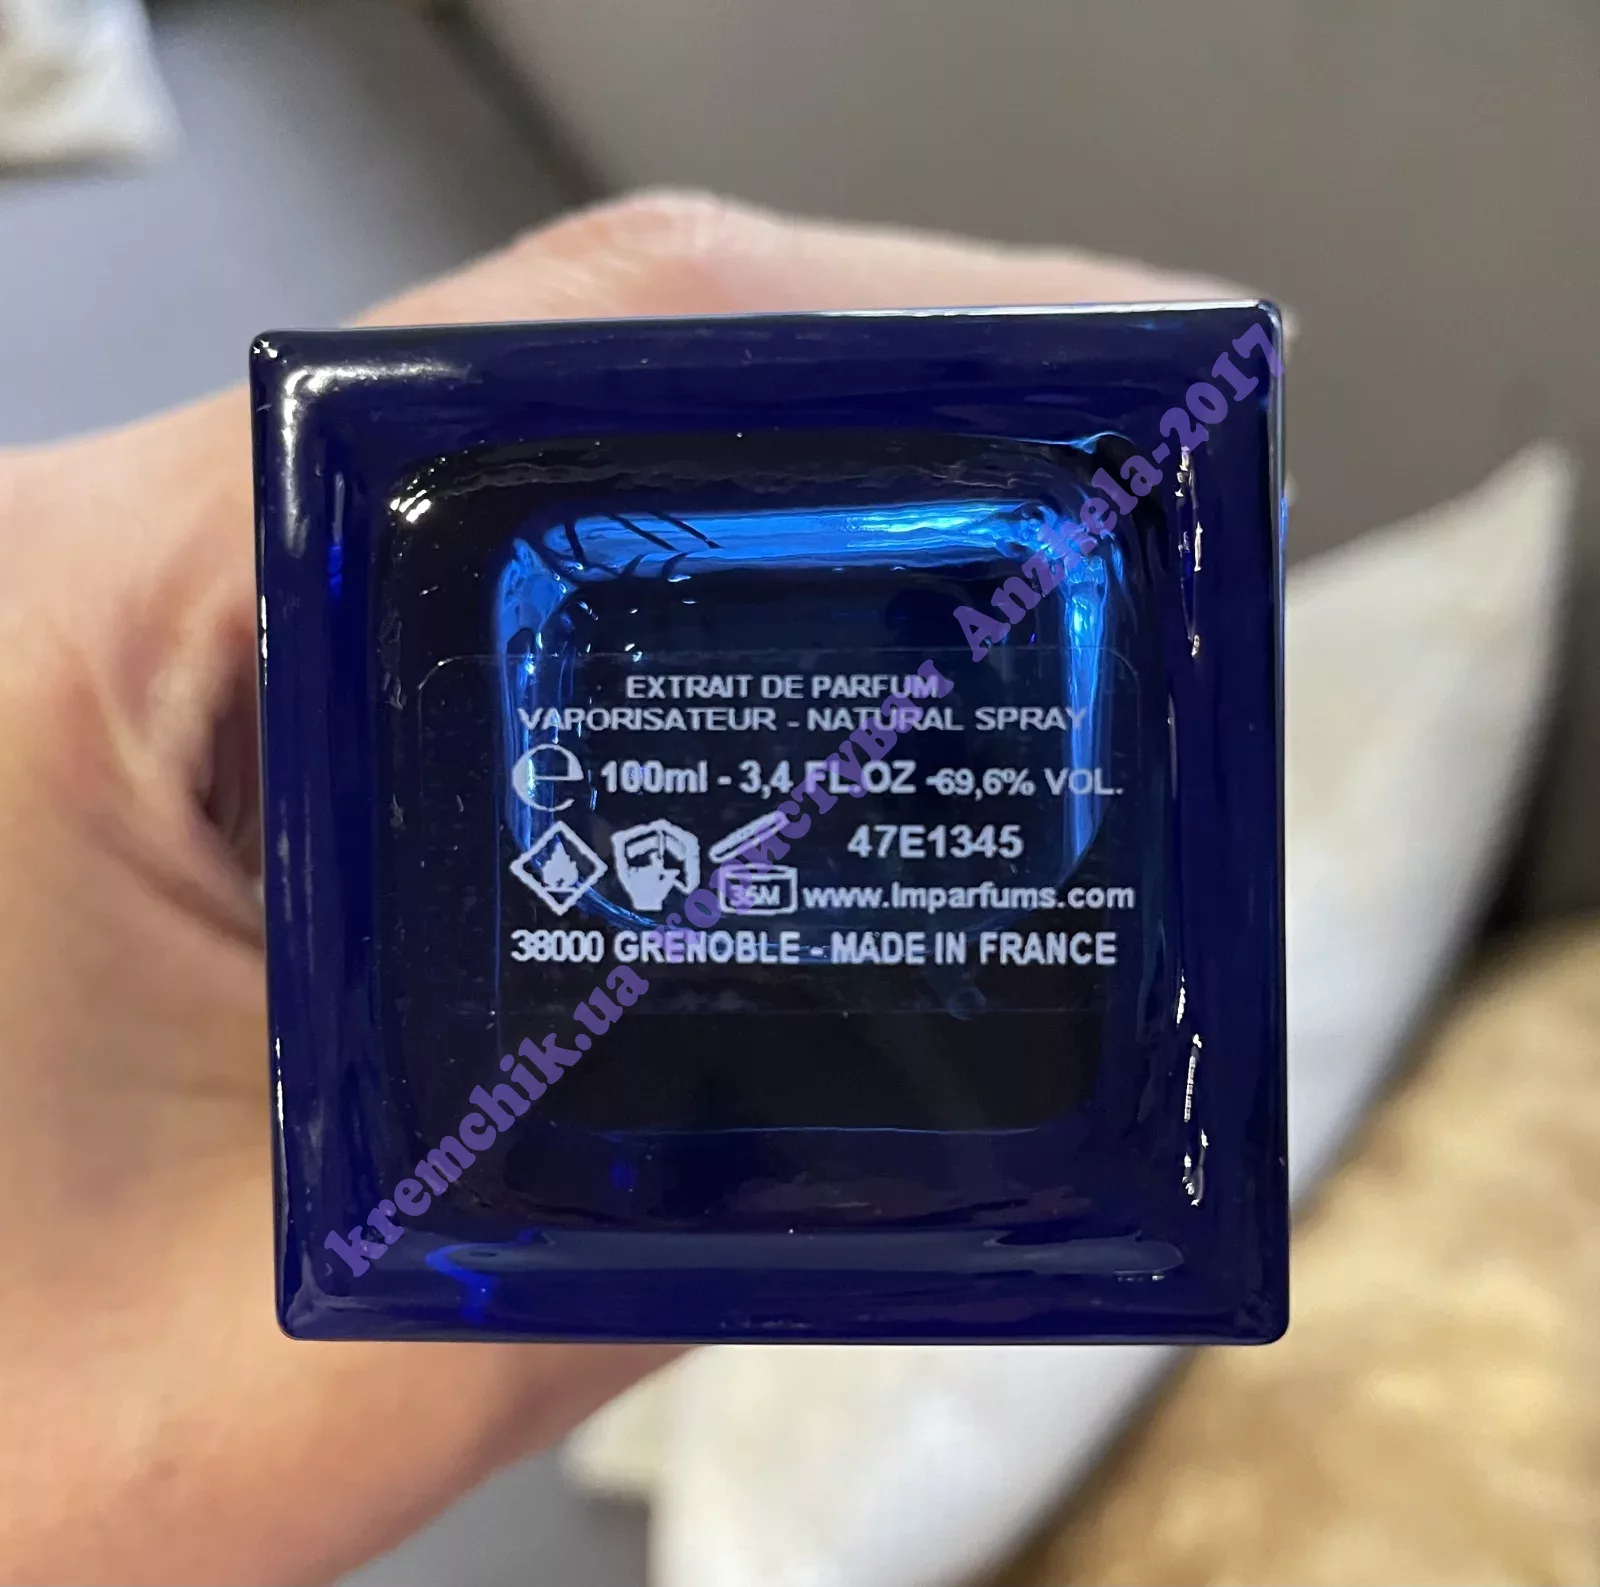 EXTRAIT DE PARFUM
VAPORISATEUR - NATURAL SPRAY
℮ 100ml - 3,4 FL.OZ -69,6% VOL.
47E1345
36M www.lmparfums.com
38000 GRENOBLE - MADE IN FRANCE
kremchik.ua користувач Anzhela-2017